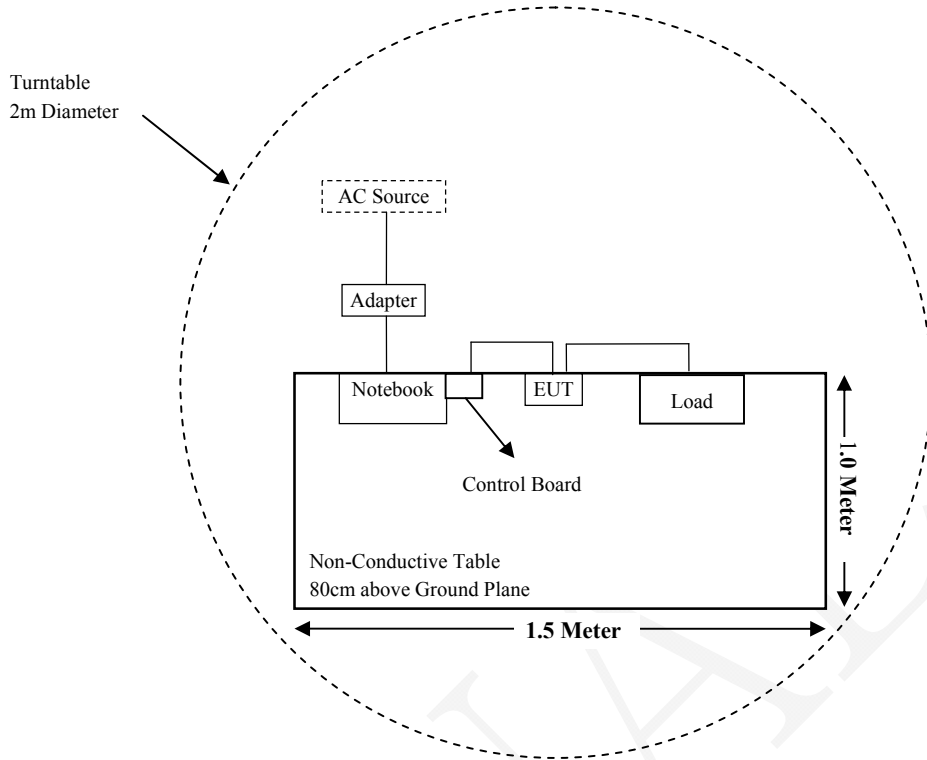 Turntable
2m Diameter
AC Source
Adapter
Notebook
EUT
Load
Control Board
1.0 Meter
Non-Conductive Table
80cm above Ground Plane
1.5 Meter